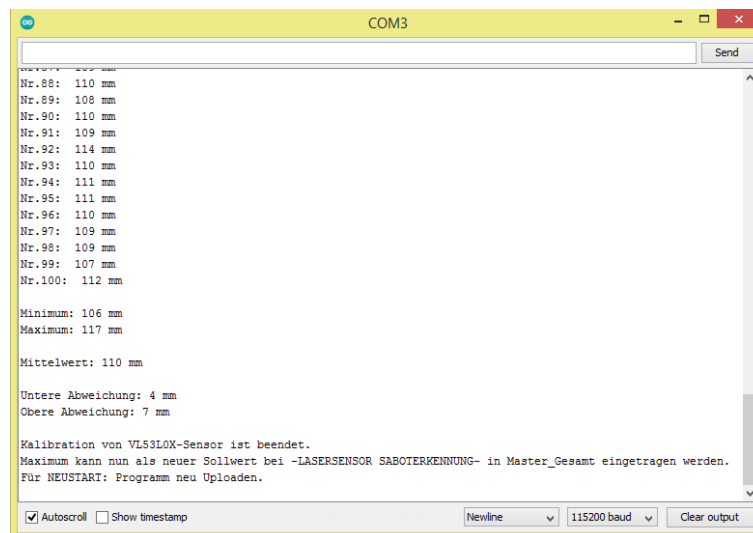 COM3
Send
Nr.88:  110 mm
Nr.89:  108 mm
Nr.90:  110 mm
Nr.91:  109 mm
Nr.92:  114 mm
Nr.93:  110 mm
Nr.94:  111 mm
Nr.95:  111 mm
Nr.96:  110 mm
Nr.97:  109 mm
Nr.98:  109 mm
Nr.99:  107 mm
Nr.100:  112 mm
Minimum: 106 mm
Maximum: 117 mm
Mittelwert: 110 mm
Untere Abweichung: 4 mm
Obere Abweichung: 7 mm
Kalibration von VL53L0X-Sensor ist beendet.
Maximum kann nun als neuer Sollwert bei -LASERSENSOR SABOTERKENNUNG- in Master_Gesamt eingetragen werden.
Für NEUSTART: Programm neu Uploaden.
Autoscroll Show timestamp Newline 115200 baud Clear output